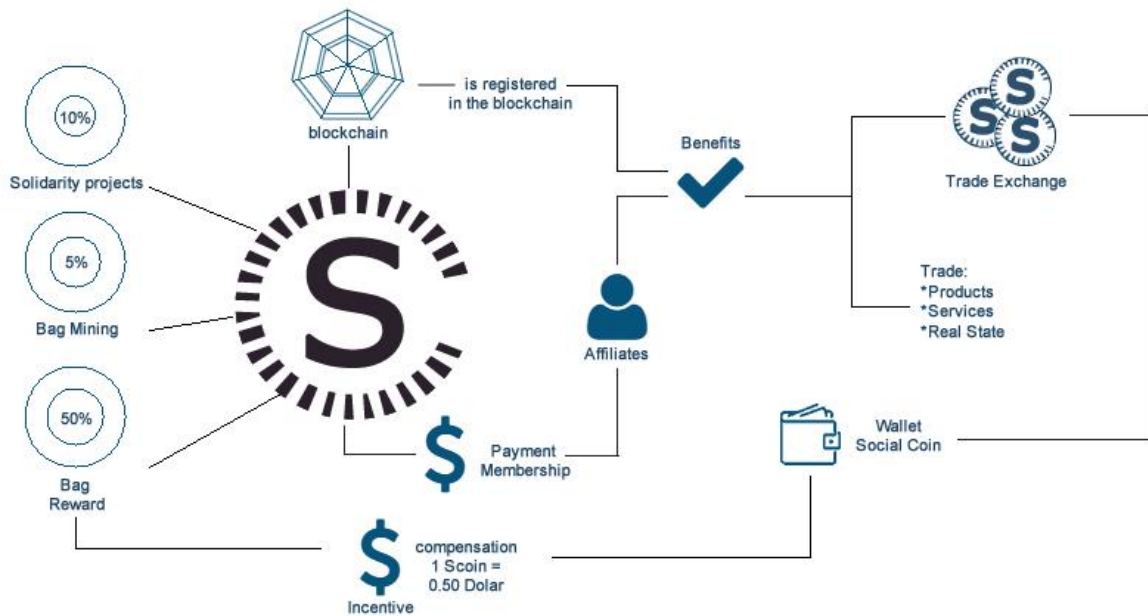 10%
Solidarity projects
5%
Bag Mining
50%
Bag
Reward
blockchain
is registered
in the blockchain
S
Benefits
Affiliates
$
Payment
Membership
$
Incentive
compensation
1 Scoin =
0.50 Dolar
S
S
S
Trade Exchange
Trade:
*Products
*Services
*Real State
Wallet
Social Coin